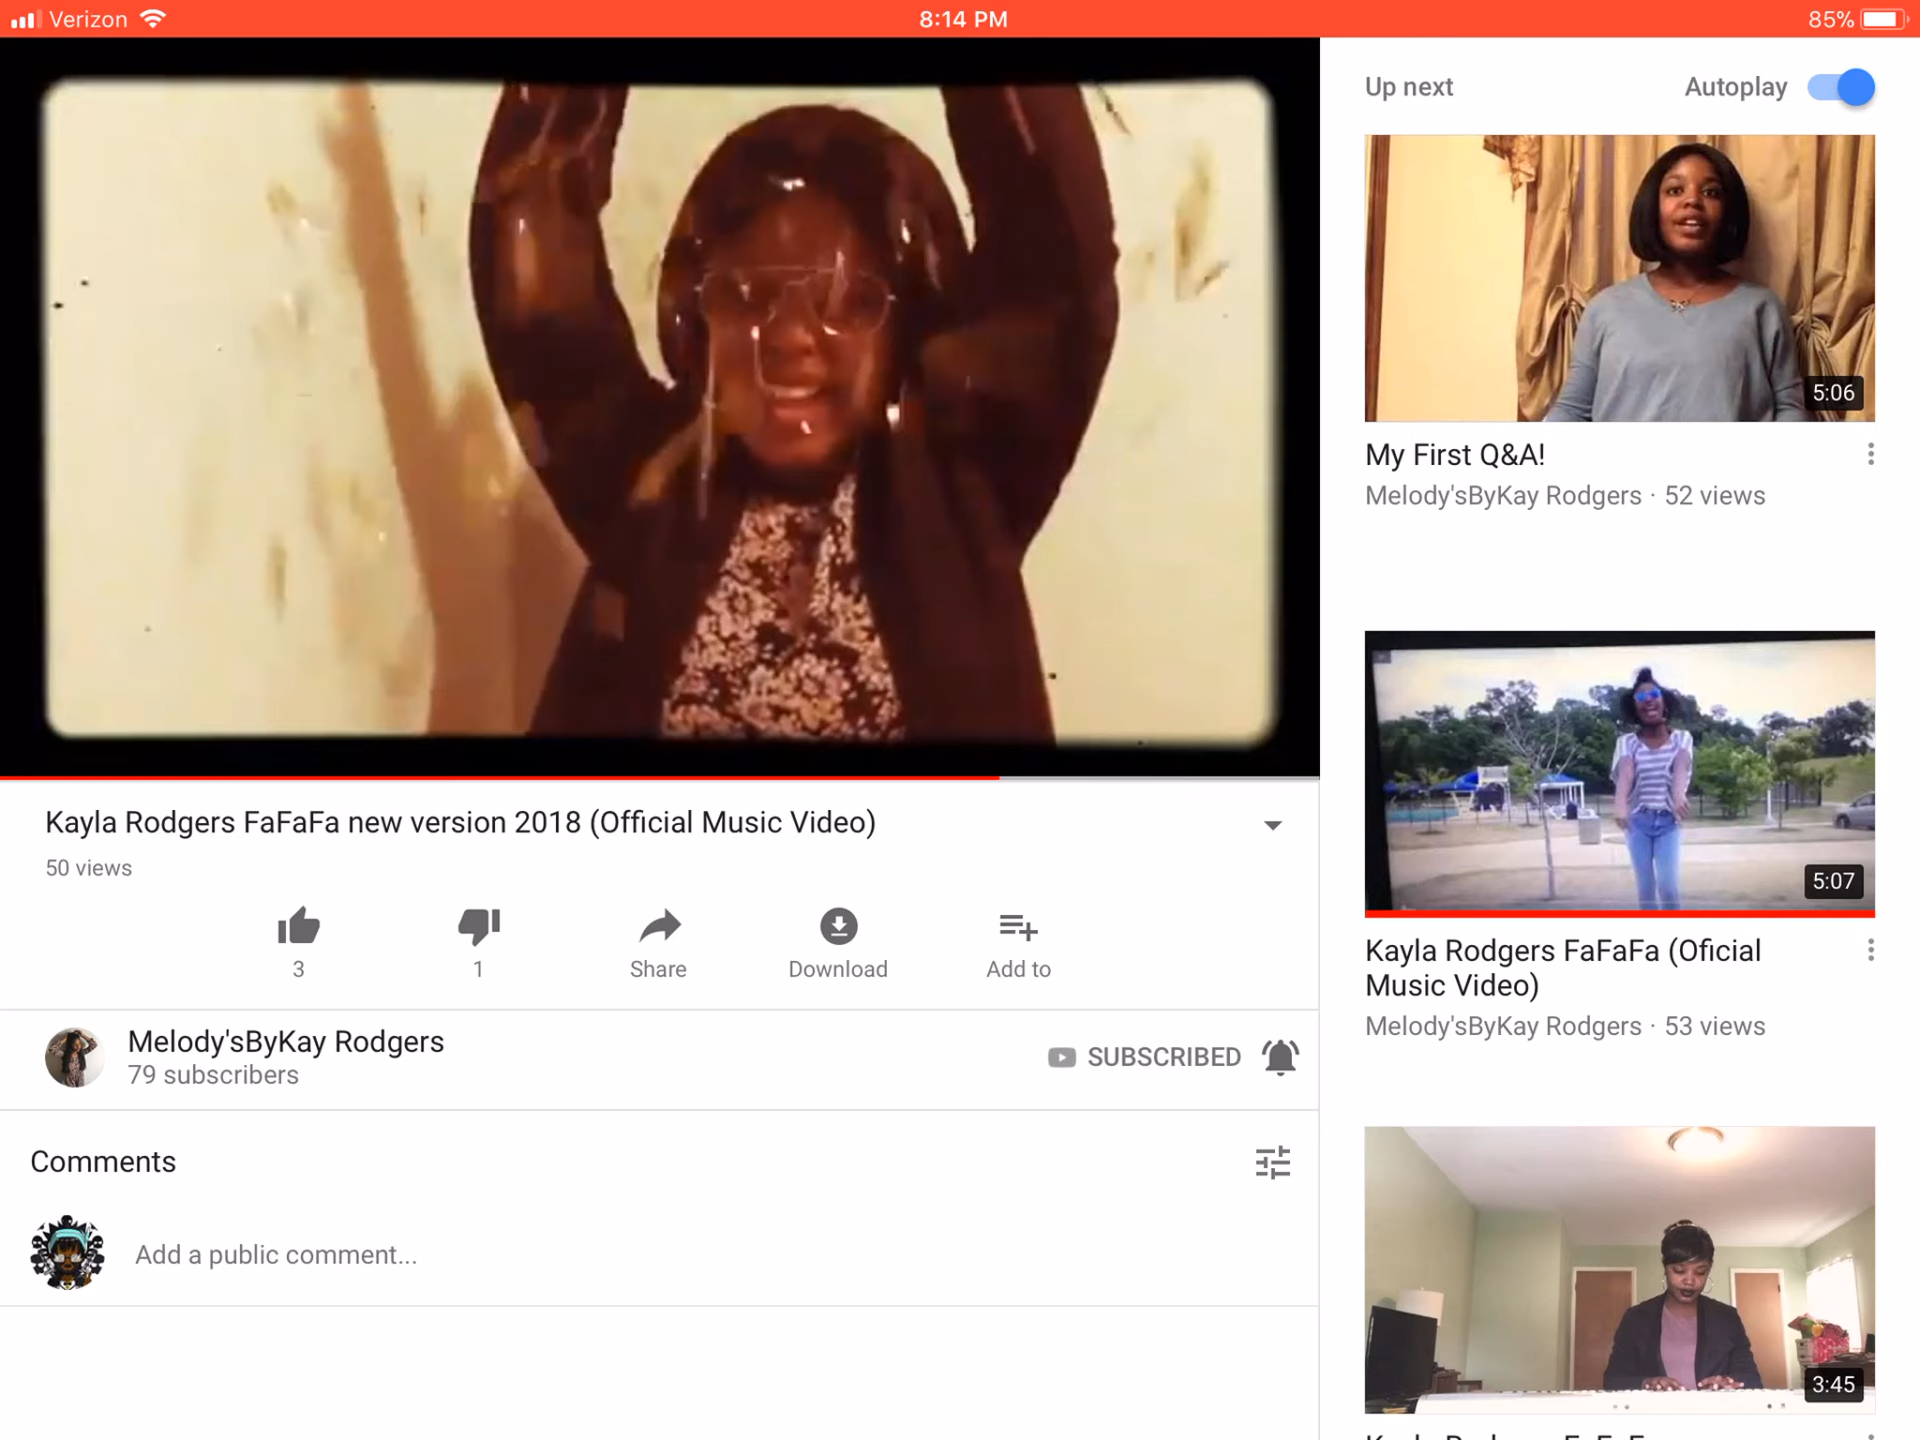 Verizon
8:14 PM
85%
Kayla Rodgers FaFaFa new version 2018 (Official Music Video)
50 views
3
1
Share
Download
Add to
Melody'sByKay Rodgers
79 subscribers
SUBSCRIBED
Comments
Add a public comment...
Up next
Autoplay
5:06
My First Q&A!
Melody'sByKay Rodgers · 52 views
5:07
Kayla Rodgers FaFaFa (Oficial
Music Video)
Melody'sByKay Rodgers · 53 views
3:45